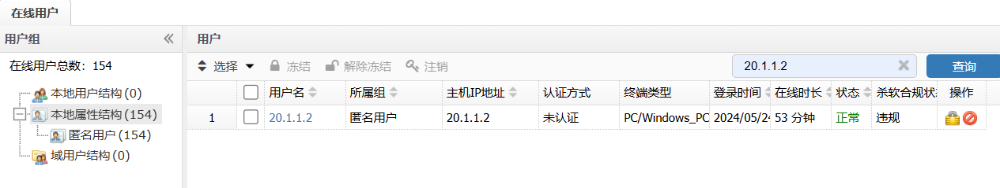 在线用户
用户组
在线用户总数：154
本地用户结构(0)
本地属性结构(154)
匿名用户(154)
域用户结构(0)
用户
选择 冻结 解除冻结 注销 20.1.1.2 查询
用户名 所属组 主机IP地址 认证方式 终端类型 登录时间 在线时长 状态 杀软合规状 操作
1 20.1.1.2 匿名用户 20.1.1.2 未认证 PC/Windows_PC 2024/05/24 53 分钟 正常 违规